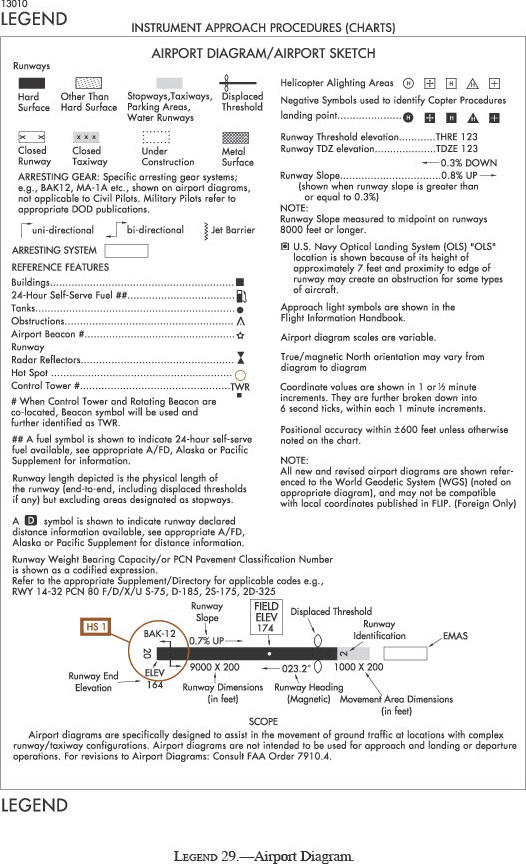 13010
LEGEND
INSTRUMENT APPROACH PROCEDURES (CHARTS)
AIRPORT DIAGRAM/AIRPORT SKETCH
Runways
Hard
Surface
Other Than
Hard Surface
Stopways,Taxiways,
Parking Areas,
Water Runways
Displaced
Threshold
Closed
Runway
x x x
Closed
Taxiway
Under
Construction
Metal
Surface
ARRESTING GEAR: Specific arresting gear systems;
e.g., BAK12, MA-1A etc., shown on airport diagrams,
not applicable to Civil Pilots. Military Pilots refer to
appropriate DOD publications.
uni-directional
bi-directional
Jet Barrier
ARRESTING SYSTEM
REFERENCE FEATURES
Buildings
24-Hour Self-Serve Fuel ##
Tanks
Obstructions
Airport Beacon #
Runway
Radar Reflectors
Hot Spot
Control Tower # TWR
# When Control Tower and Rotating Beacon are
co-located, Beacon symbol will be used and
further identified as TWR.
## A fuel symbol is shown to indicate 24-hour self-serve
fuel available, see appropriate A/FD, Alaska or Pacific
Supplement for information.
Runway length depicted is the physical length of
the runway (end-to-end, including displaced thresholds
if any) but excluding areas designated as stopways.
A D symbol is shown to indicate runway declared
distance information available, see appropriate A/FD,
Alaska or Pacific Supplement for distance information.
Helicopter Alighting Areas H H H
Negative Symbols used to identify Copter Procedures
landing point H H H
Runway Threshold elevation............THRE 123
Runway TDZ elevation....................TDZE 123
0.3% DOWN
Runway Slope................................0.8% UP
(shown when runway slope is greater than
or equal to 0.3%)
NOTE:
Runway Slope measured to midpoint on runways
8000 feet or longer.
U.S. Navy Optical Landing System (OLS) "OLS"
location is shown because of its height of
approximately 7 feet and proximity to edge of
runway may create an obstruction for some types
of aircraft.
Approach light symbols are shown in the
Flight Information Handbook.
Airport diagram scales are variable.
True/magnetic North orientation may vary from
diagram to diagram
Coordinate values are shown in 1 or ½ minute
increments. They are further broken down into
6 second ticks, within each 1 minute increments.
Positional accuracy within ±600 feet unless otherwise
noted on the chart.
NOTE:
All new and revised airport diagrams are shown refer-
enced to the World Geodetic System (WGS) (noted on
appropriate diagram), and may not be compatible
with local coordinates published in FLIP. (Foreign Only)
Runway Weight Bearing Capacity/or PCN Pavement Classification Number
is shown as a codified expression.
Refer to the appropriate Supplement/Directory for applicable codes e.g.,
RWY 14-32 PCN 80 F/D/X/U S-75, D-185, 2S-175, 2D-325
HS 1
BAK-12
Runway
Slope
0.7% UP
FIELD
ELEV
174
Displaced Threshold
Runway
Identification
EMAS
20
2
ELEV
164
9000 X 200
023.2°
1000 X 200
Runway End
Elevation
Runway Dimensions
(in feet)
Runway Heading
(Magnetic)
Movement Area Dimensions
(in feet)
SCOPE
Airport diagrams are specifically designed to assist in the movement of ground traffic at locations with complex
runway/taxiway configurations. Airport diagrams are not intended to be used for approach and landing or departure
operations. For revisions to Airport Diagrams: Consult FAA Order 7910.4.
LEGEND
LEGEND 29.—Airport Diagram.